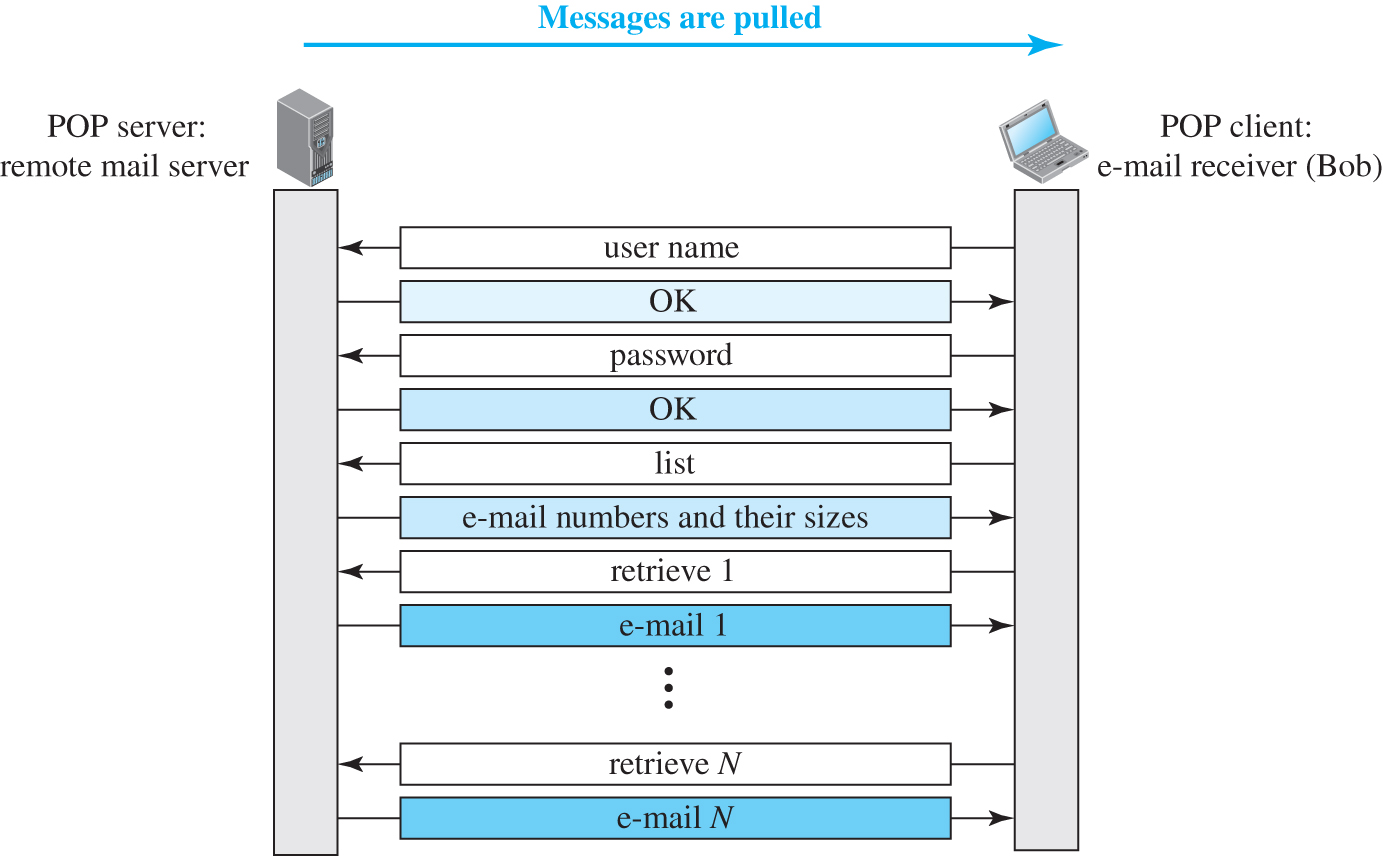 Messages are pulled
POP server:
remote mail server
POP client:
e-mail receiver (Bob)
user name
OK
password
OK
list
e-mail numbers and their sizes
retrieve 1
e-mail 1
retrieve N
e-mail N